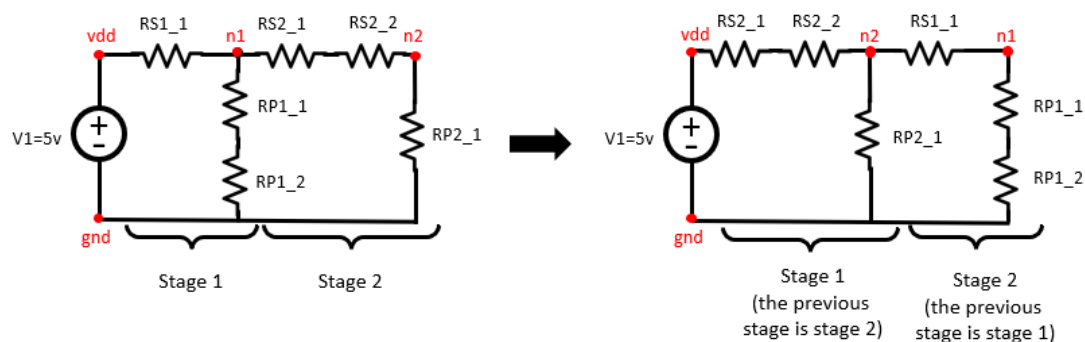 RS1_1
RS2_1
RS2_2
vdd
n1
n2
RP1_1
V1=5v
+
-
RP2_1
RP1_2
gnd
Stage 1
Stage 2
RS2_1
RS2_2
RS1_1
vdd
n2
n1
RP1_1
V1=5v
+
-
RP2_1
RP1_2
gnd
Stage 1
(the previous
stage is stage 2)
Stage 2
(the previous
stage is stage 1)